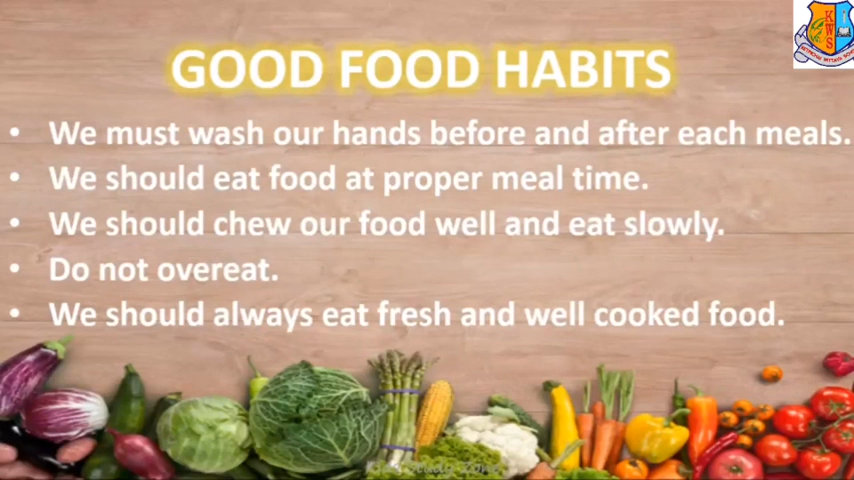 KWS
GOOD FOOD HABITS
• We must wash our hands before and after each meals.
• We should eat food at proper meal time.
• We should chew our food well and eat slowly.
• Do not overeat.
• We should always eat fresh and well cooked food.
Study Zone